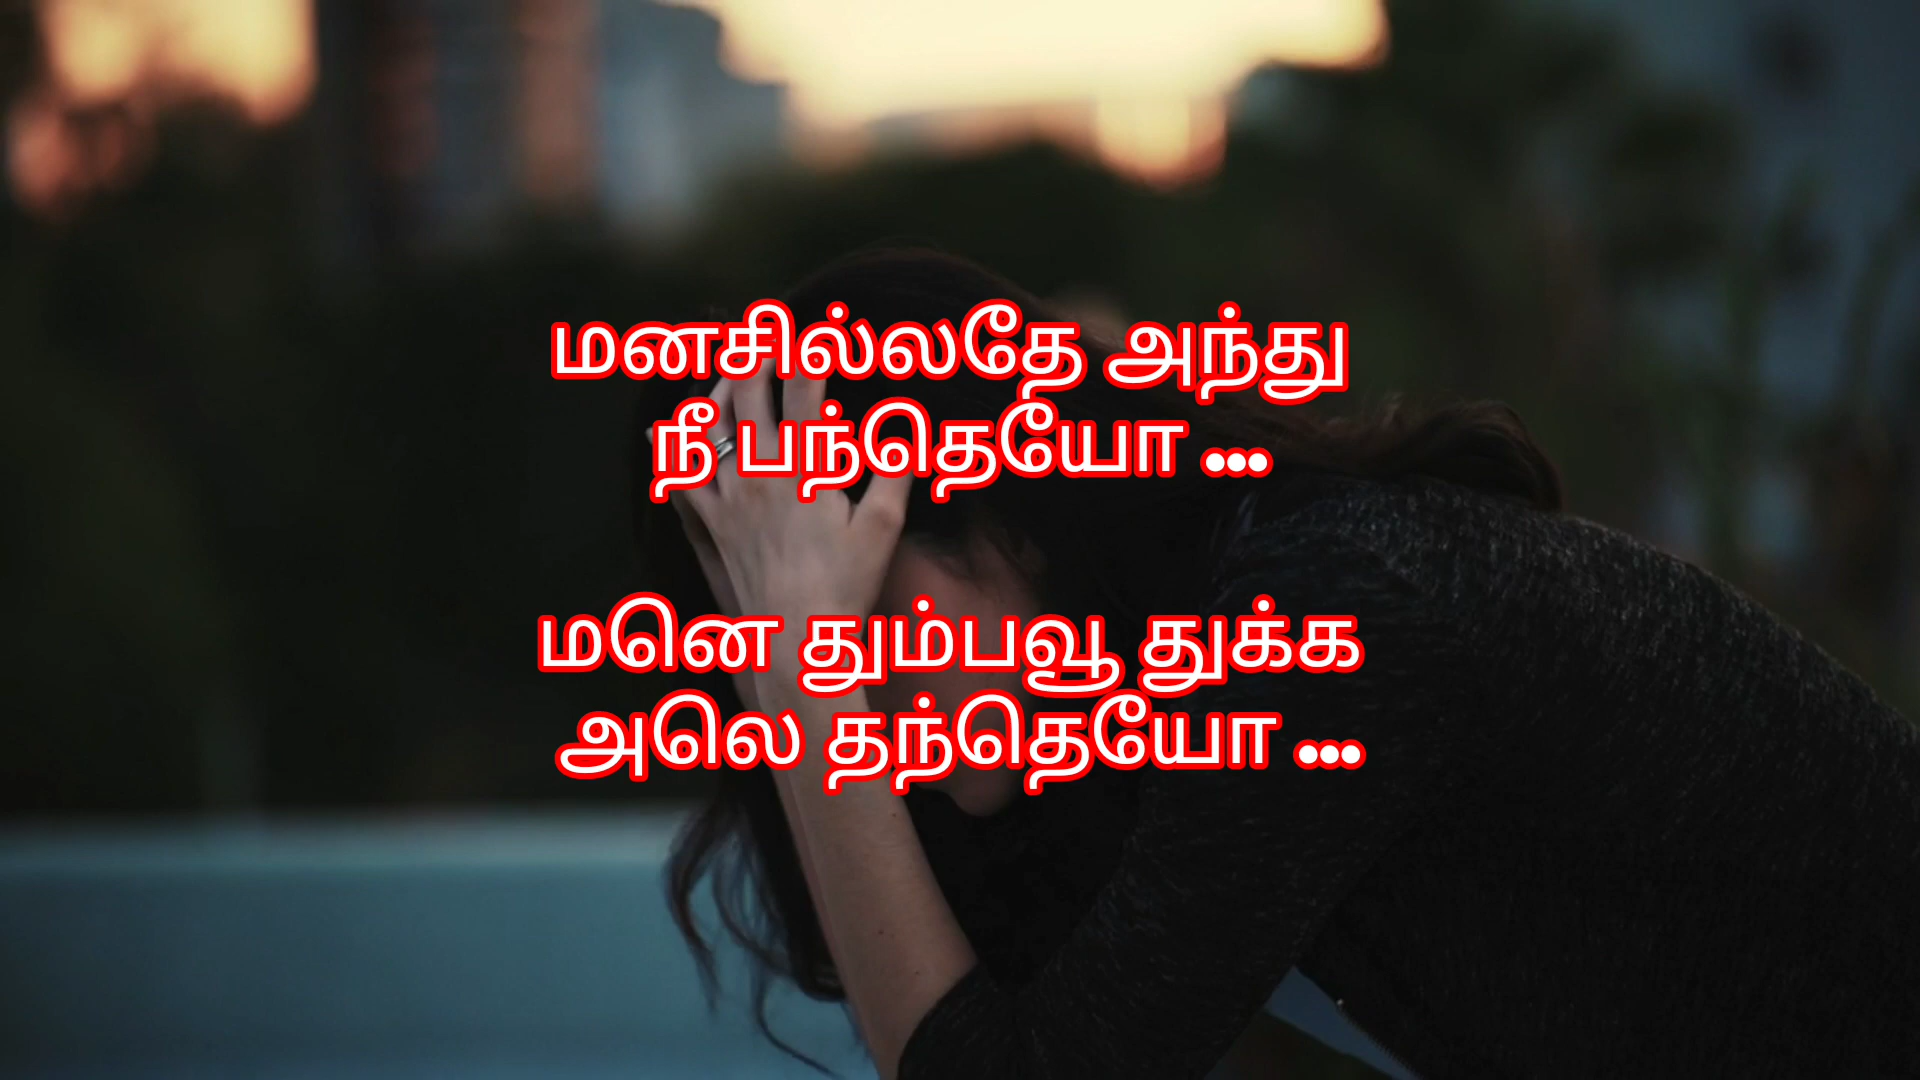 மனசில்லதே அந்து
நீ பந்தெயோ ...
மனெ தும்பவூ துக்க
அலெ தந்தெயோ ...